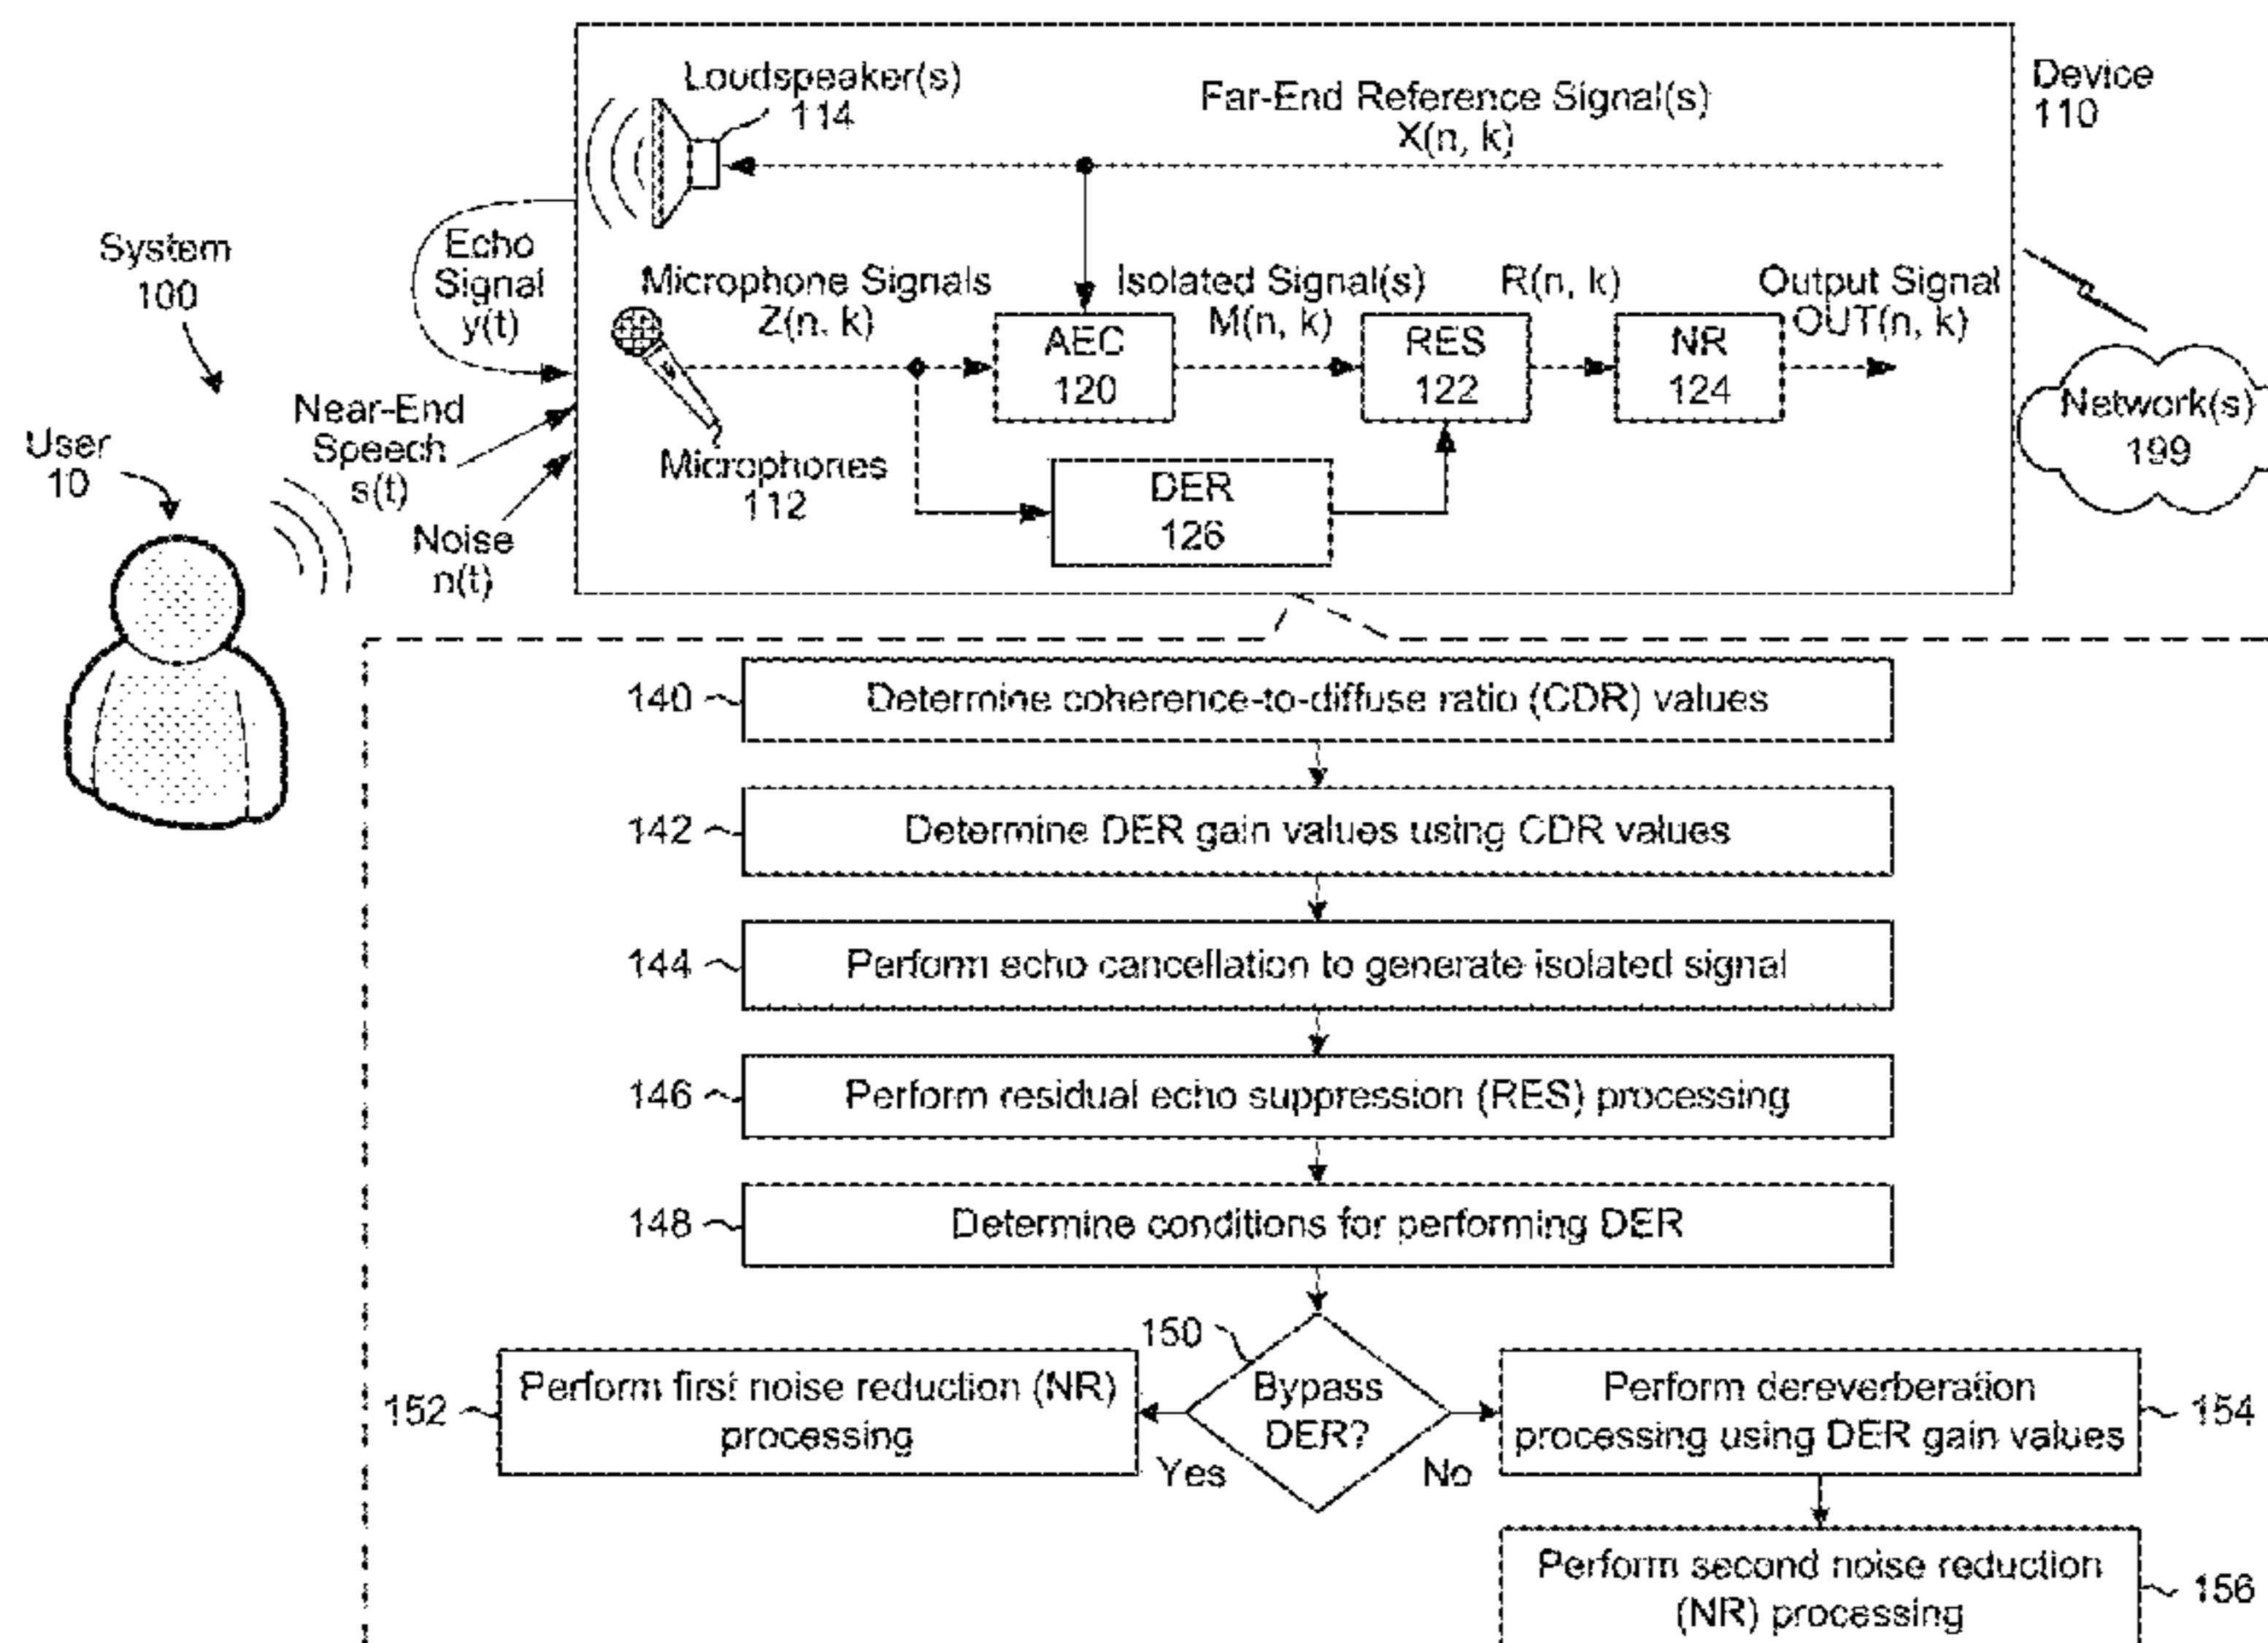 Loudspeaker(s)
114
Far-End Reference Signal(s)
X(n, k)
Device
110
System
100
Echo
Signal
y(t)
Microphone Signals
Z(n, k)
Isolated Signal(s)
M(n, k)
R(n, k)
Output Signal
OUT(n, k)
AEC
120
RES
122
NR
124
Network(s)
199
Near-End
Speech
s(t)
User
10
Microphones
112
DER
126
Noise
n(t)
140
Determine coherence-to-diffuse ratio (CDR) values
142
Determine DER gain values using CDR values
144
Perform echo cancellation to generate isolated signal
146
Perform residual echo suppression (RES) processing
148
Determine conditions for performing DER
150
Bypass
DER?
Yes
No
152
Perform first noise reduction (NR)
processing
Perform dereverberation
processing using DER gain values
154
Perform second noise reduction
(NR) processing
156